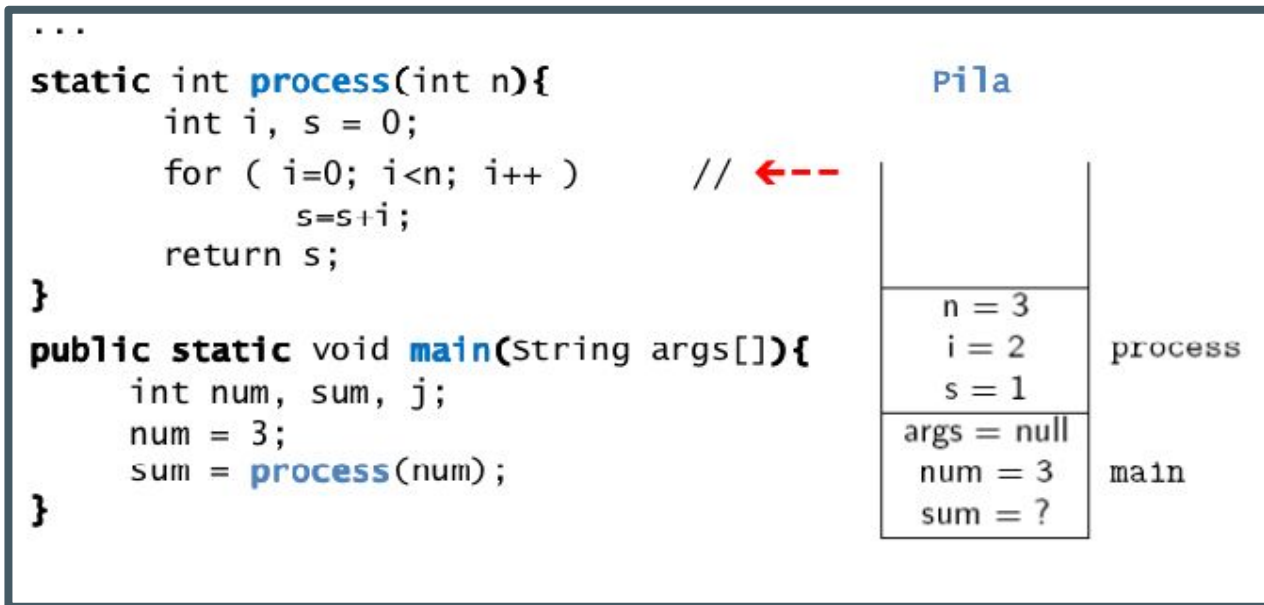 ...
static int process(int n){
Pila
int i, s = 0;
for ( i=0; i<n; i++ ) // ←--
s=s+i;
return s;
}
public static void main(String args[]){
int num, sum, j;
num = 3;
sum = process(num);
}
n = 3
i = 2
s = 1
process
args = null
num = 3
sum = ?
main